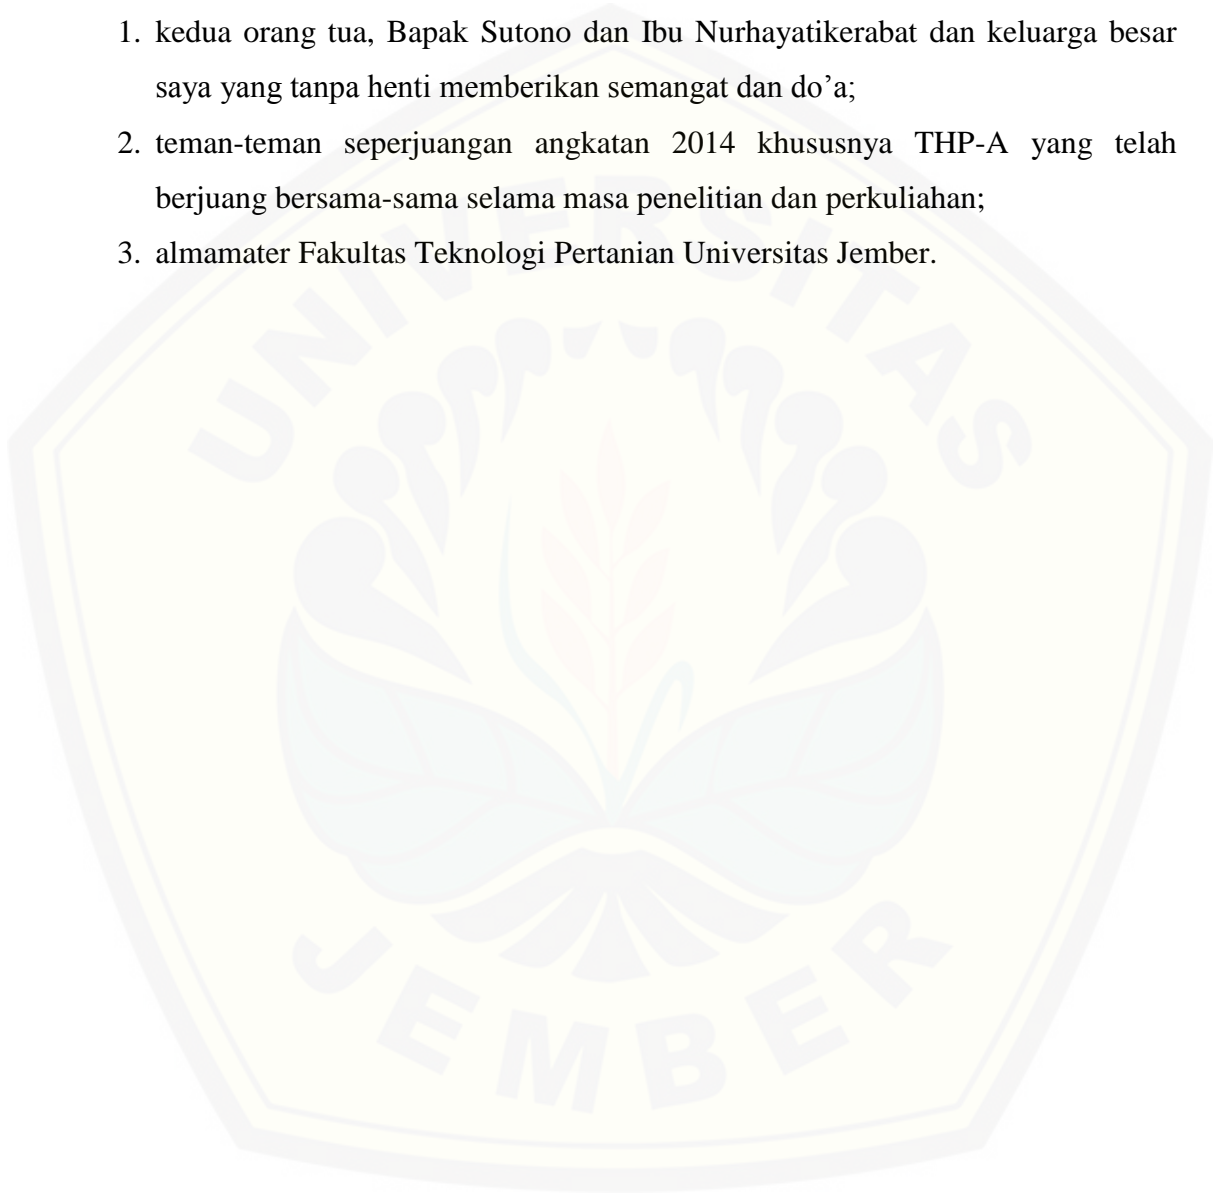 1. kedua orang tua, Bapak Sutono dan Ibu Nurhayatikerabat dan keluarga besar
saya yang tanpa henti memberikan semangat dan do’a;
2. teman-teman seperjuangan angkatan 2014 khususnya THP-A yang telah
berjuang bersama-sama selama masa penelitian dan perkuliahan;
3. almamater Fakultas Teknologi Pertanian Universitas Jember.
UNIVERSITAS
JEMBER